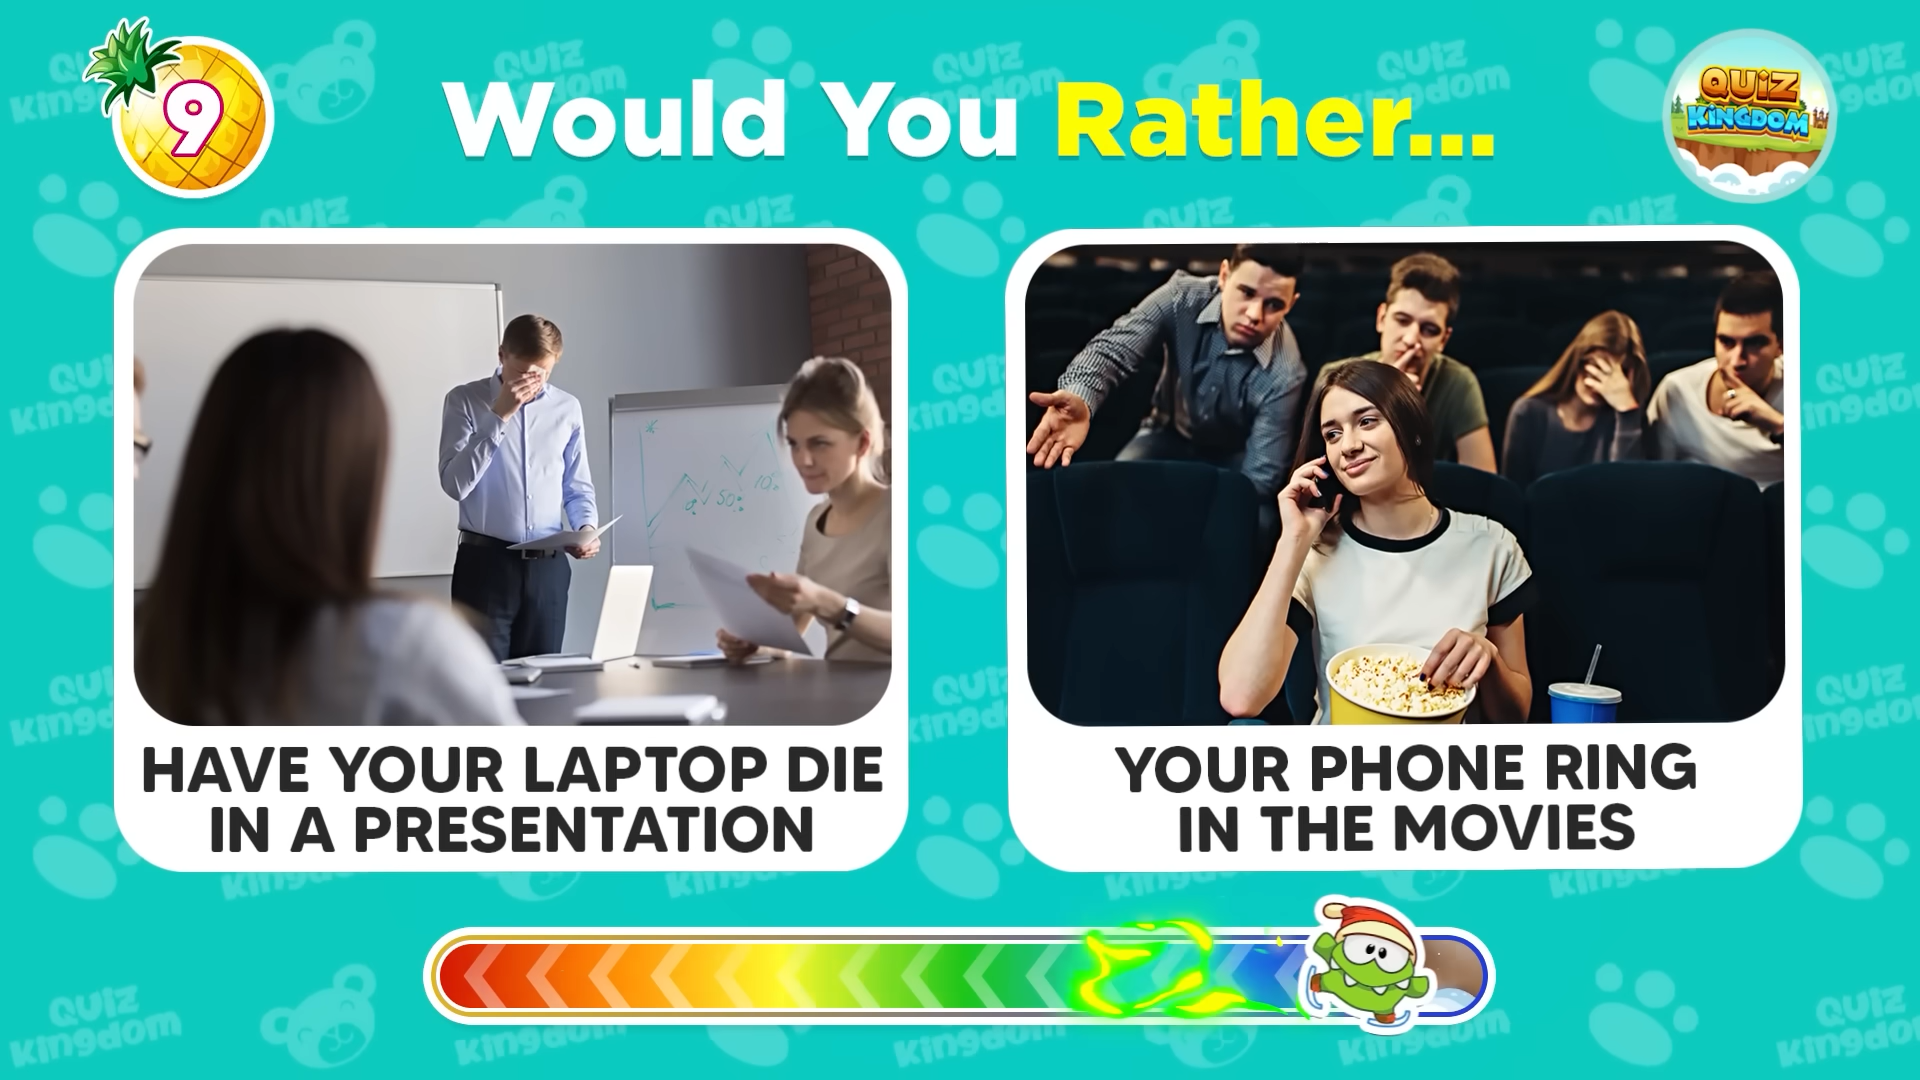 9
Would You Rather...
QUIZ
KINGDOM
HAVE YOUR LAPTOP DIE
IN A PRESENTATION
YOUR PHONE RING
IN THE MOVIES